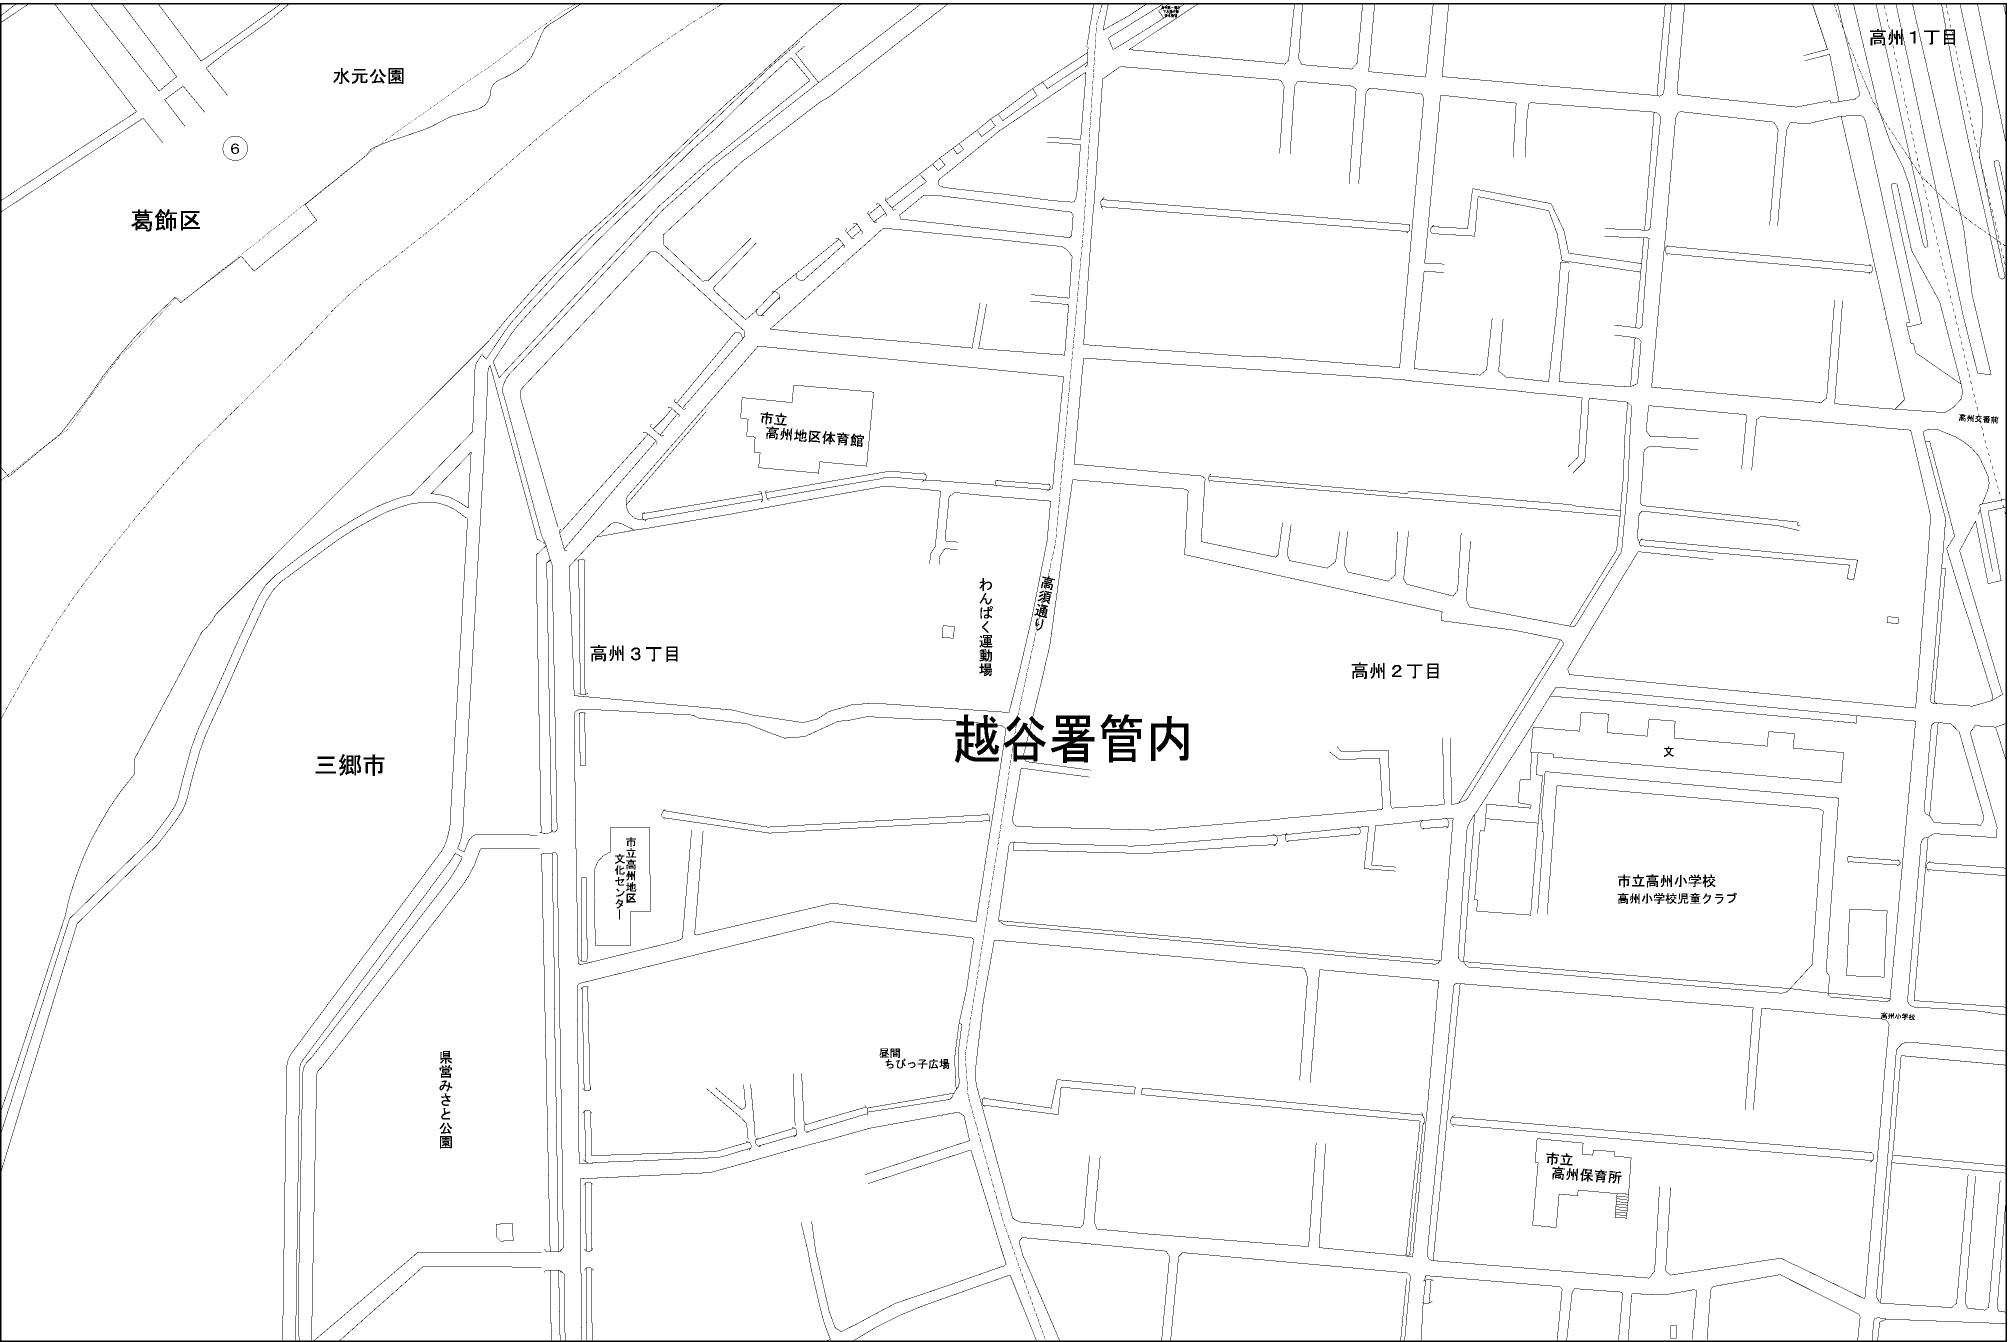 高州１丁目
水元公園
6
葛飾区
市立
高州地区体育館
高州交番前
わんぱく運動場
高須通り
高州３丁目
高州２丁目
越谷署管内
文
三郷市
市立高州地区
文化センター
市立高州小学校
高州小学校児童クラブ
高州小学校
昼間
ちびっ子広場
県営みさと公園
市立
高州保育所